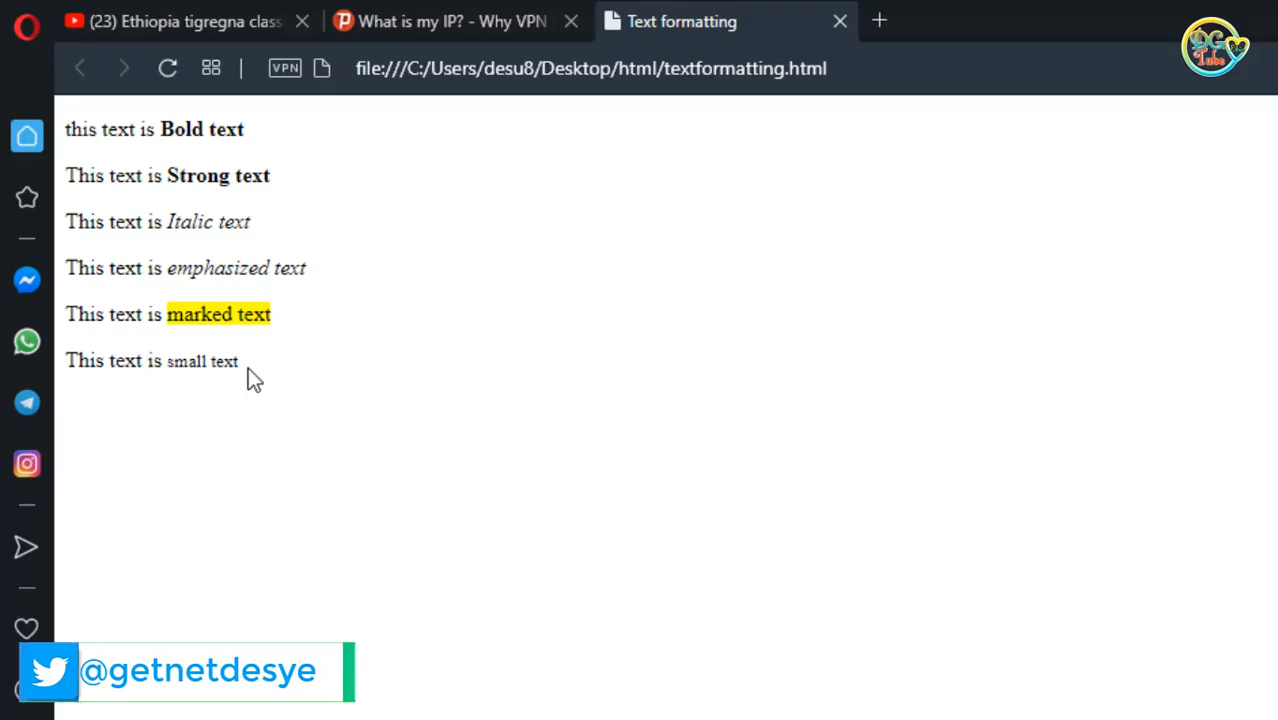 (23) Ethiopia tigregna class
What is my IP? - Why VPN
Text formatting
VPN
file:///C:/Users/desu8/Desktop/html/textformatting.html
DG
Tube
this text is Bold text
This text is Strong text
This text is Italic text
This text is emphasized text
This text is marked text
This text is small text
@getnetdesye